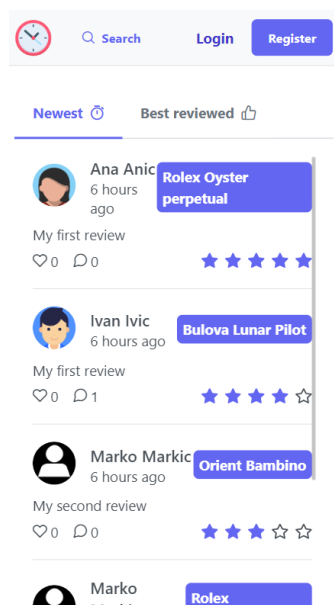 Search
Login
Register
Newest
Best reviewed
Ana Anic
6 hours
ago
Rolex Oyster
perpetual
My first review
0
0
Ivan Ivic
6 hours ago
Bulova Lunar Pilot
My first review
0
1
Marko Markic
6 hours ago
Orient Bambino
My second review
0
0
Marko
Rolex